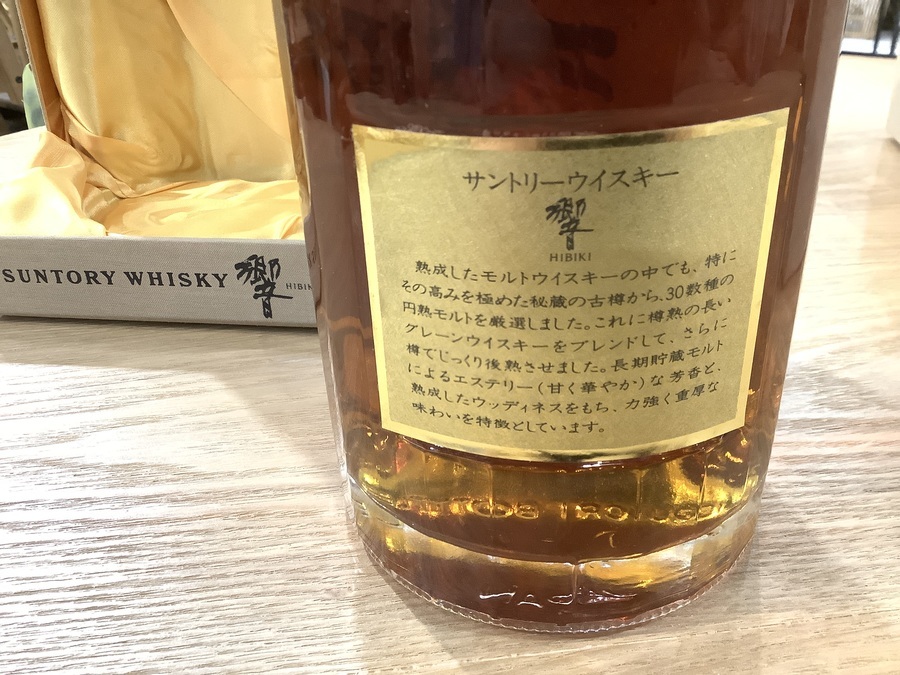 サントリーウイスキー
響
HIBIKI
熟成したモルトウイスキーの中でも、特に
その高みを極めた秘蔵の古樽から、30数種の
円熟モルトを厳選しました。これに樽熟の長い
グレーンウイスキーをブレンドして、さらに
樽でじっくり後熟させました。長期貯蔵モルト
によるエステリー(甘く華やか)な芳香と、
熟成したウッディネスをもち、力強く重厚な
味わいを特徴としています。
SUNTORY WHISKY 響 HIBIKI